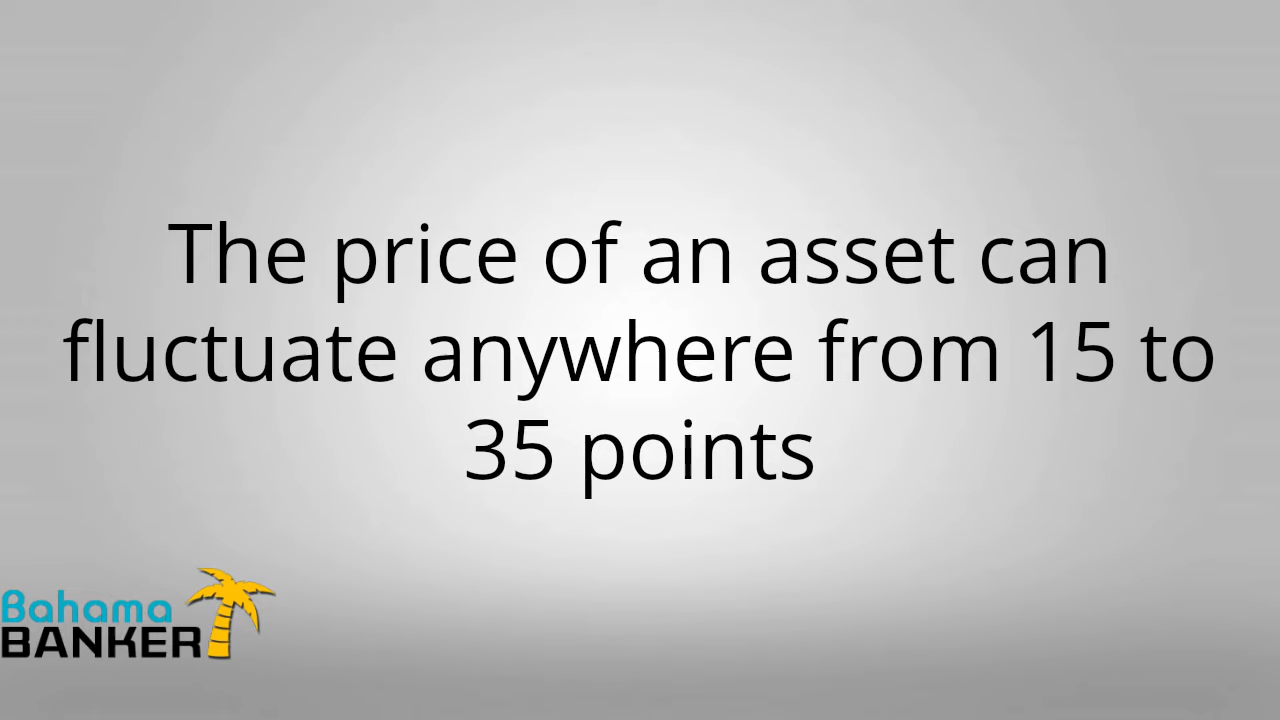 The price of an asset can
fluctuate anywhere from 15 to
35 points
Bahama
BANKER